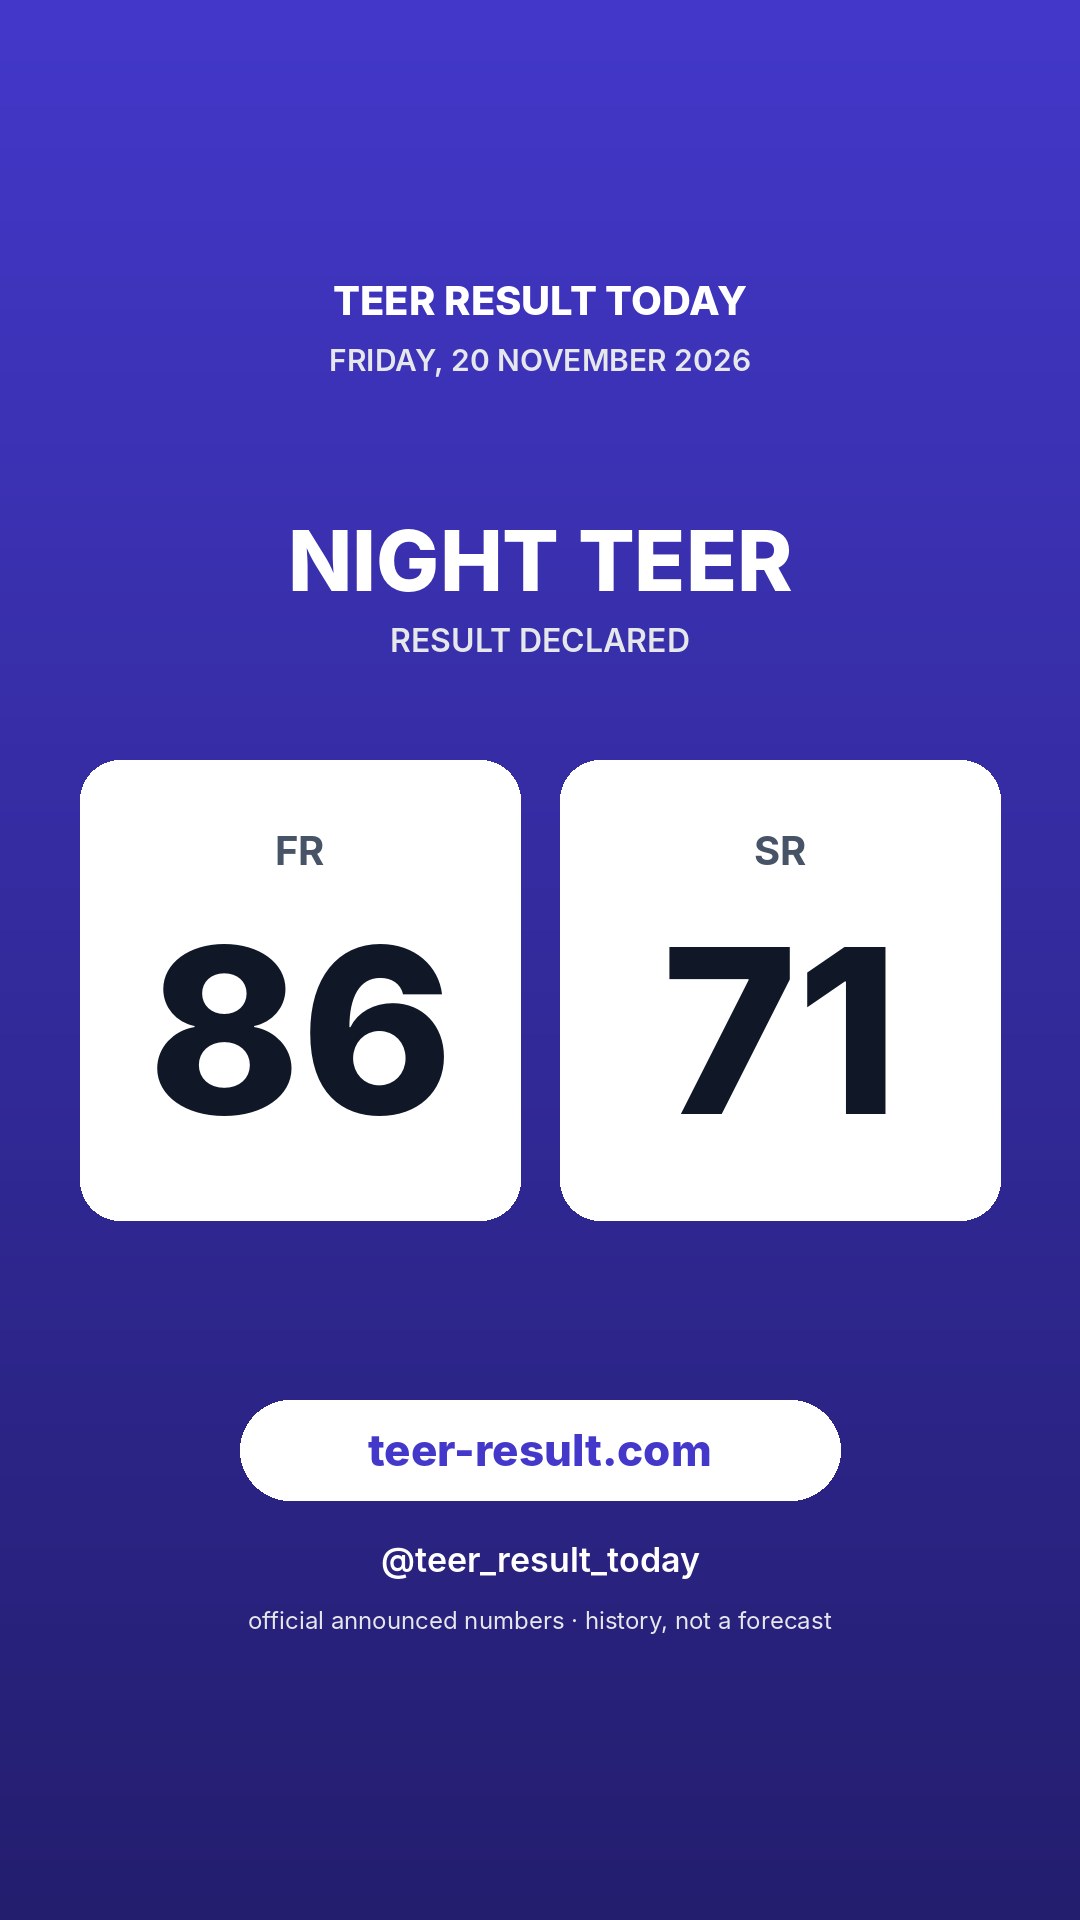 TEER RESULT TODAY
FRIDAY, 20 NOVEMBER 2026
NIGHT TEER
RESULT DECLARED
FR
86
SR
71
teer-result.com
@teer_result_today
official announced numbers · history, not a forecast